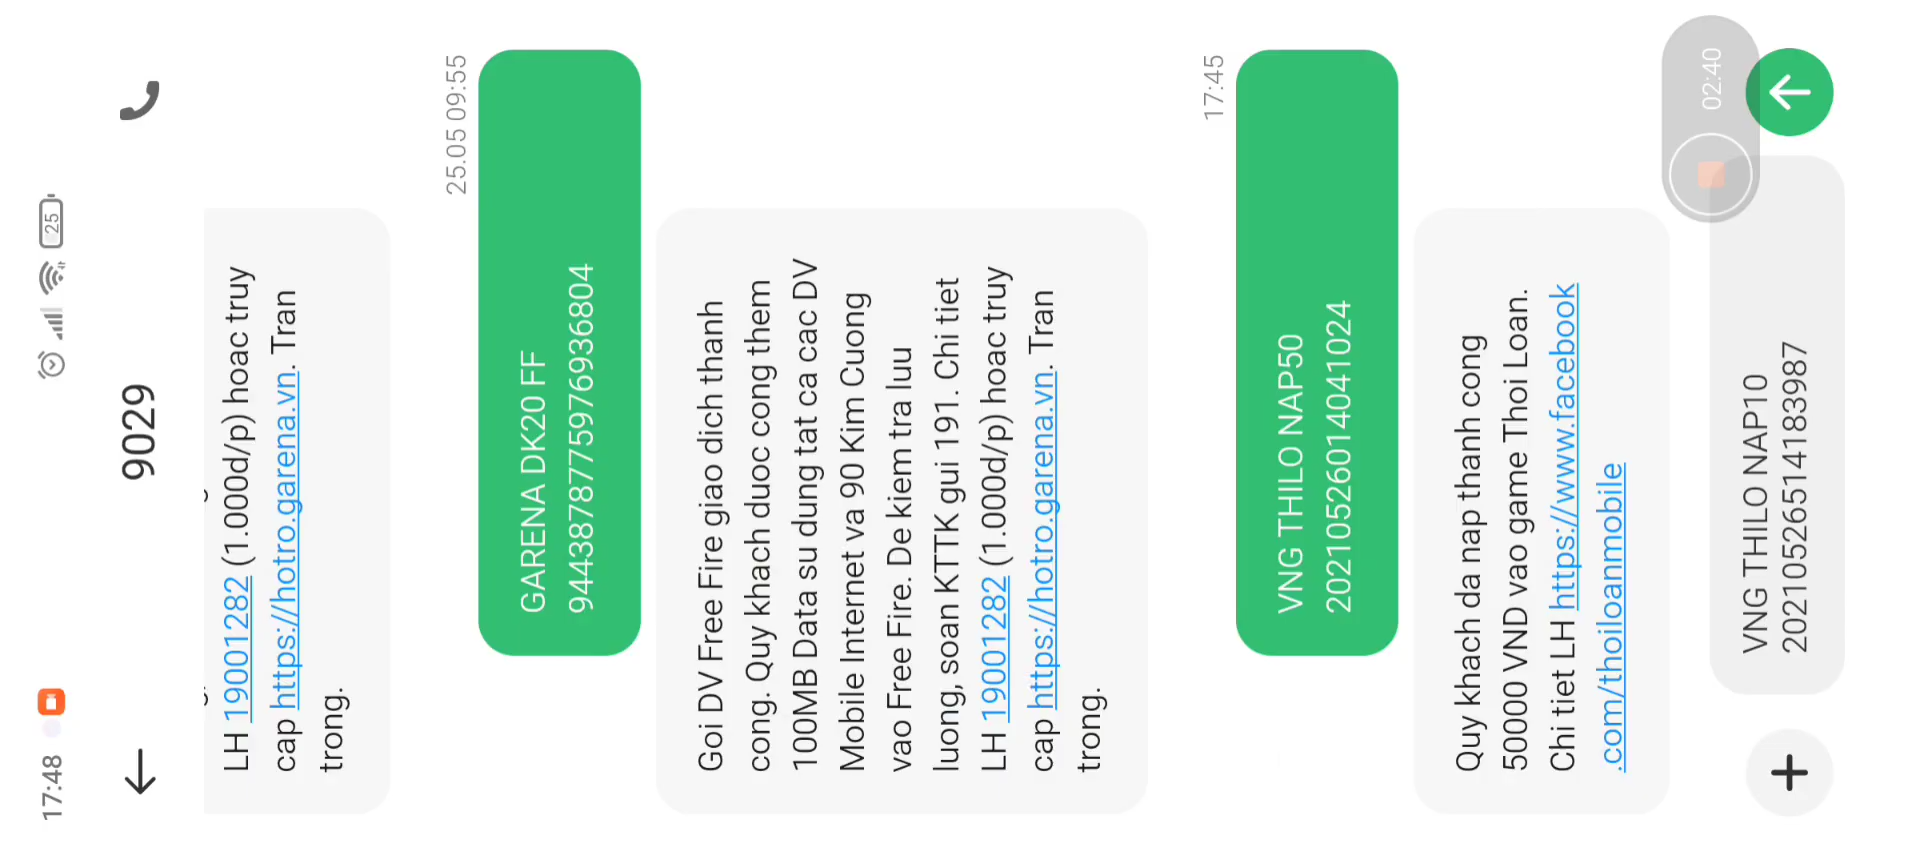 17:48
25
9029
LH 19001282 (1.000d/p) hoac truy
cap https://hotro.garena.vn. Tran
trong.
25.05 09:55
GARENA DK20 FF
944387877597696936804
Goi DV Free Fire giao dich thanh
cong. Quy khach duoc cong them
100MB Data su dung tat ca cac DV
Mobile Internet va 90 Kim Cuong
vao Free Fire. De kiem tra luu
luong, soan KTTK gui 191. Chi tiet
LH 19001282 (1.000d/p) hoac truy
cap https://hotro.garena.vn. Tran
trong.
17:45
VNG THILO NAP50
2021052601404041024
Quy khach da nap thanh cong
50000 VND vao game Thoi Loan.
Chi tiet LH https://www.facebook
.com/thoiloanmobile
02:40
VNG THILO NAP10
2021052651414183987